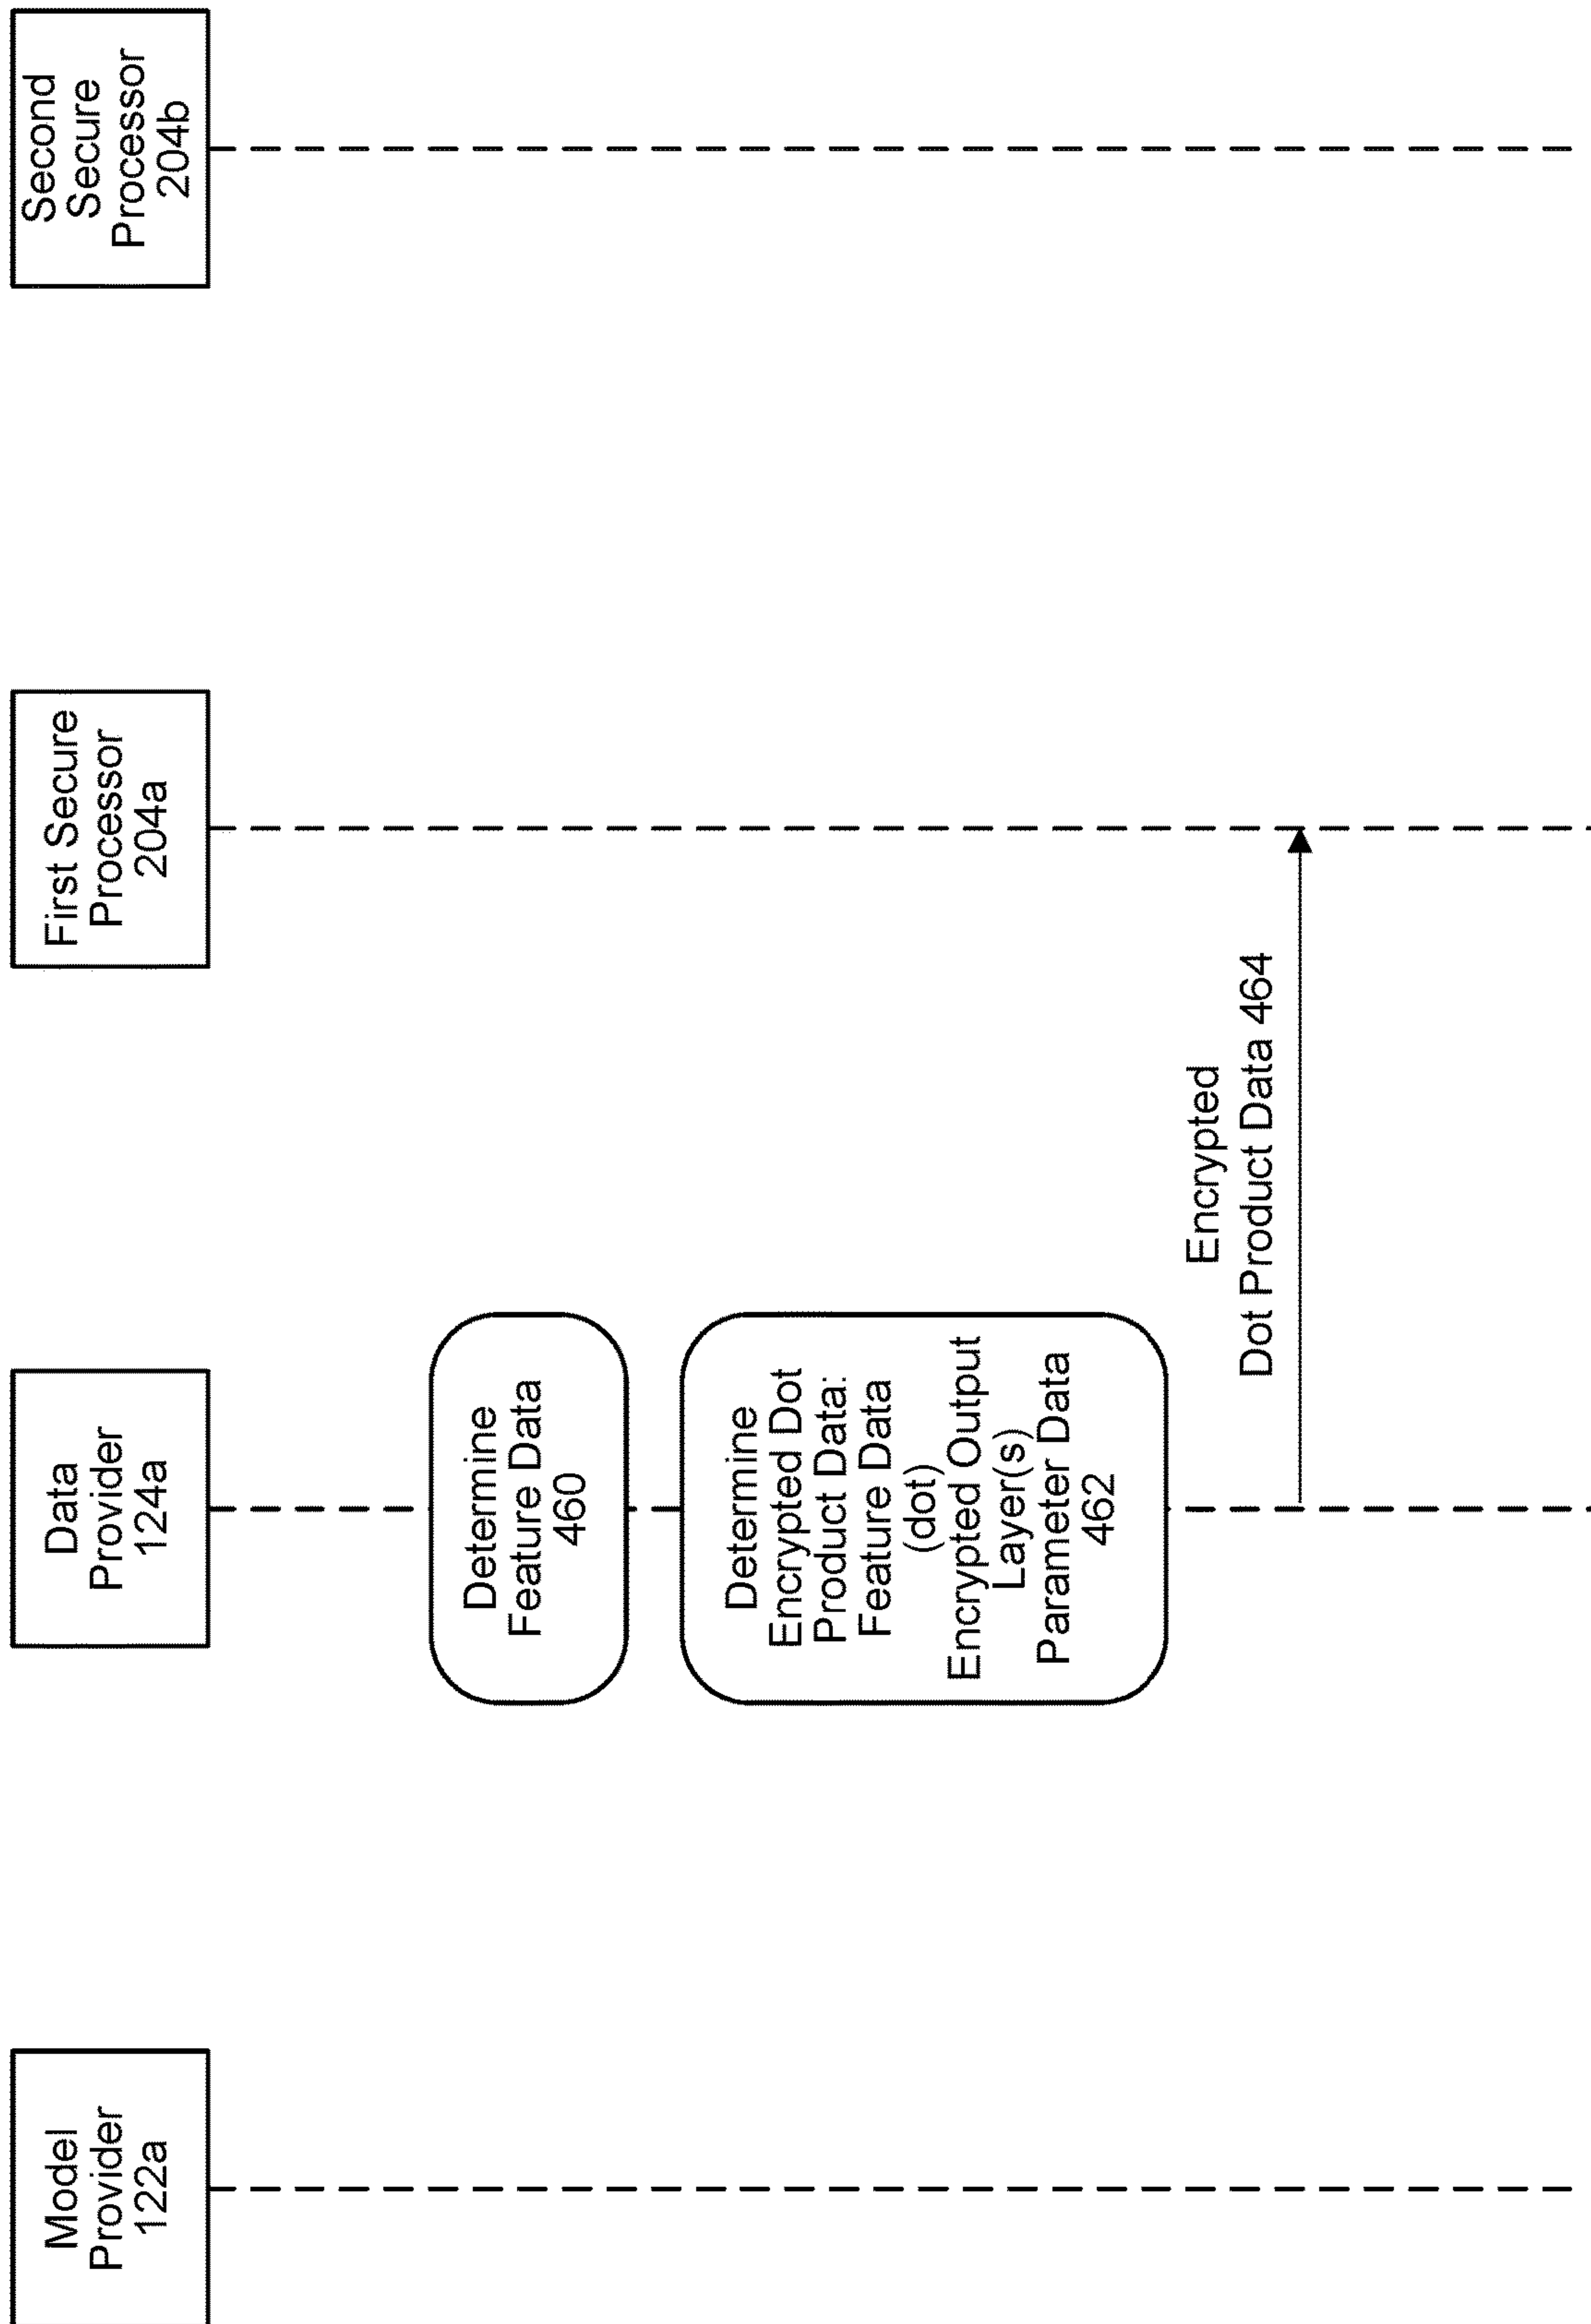 Model
Provider
122a
Data
Provider
124a
First Secure
Processor
204a
Second
Secure
Processor
204b
Determine
Feature Data
460
Determine
Encrypted Dot
Product Data:
Feature Data
(dot)
Encrypted Output
Layer(s)
Parameter Data
462
Encrypted
Dot Product Data 464